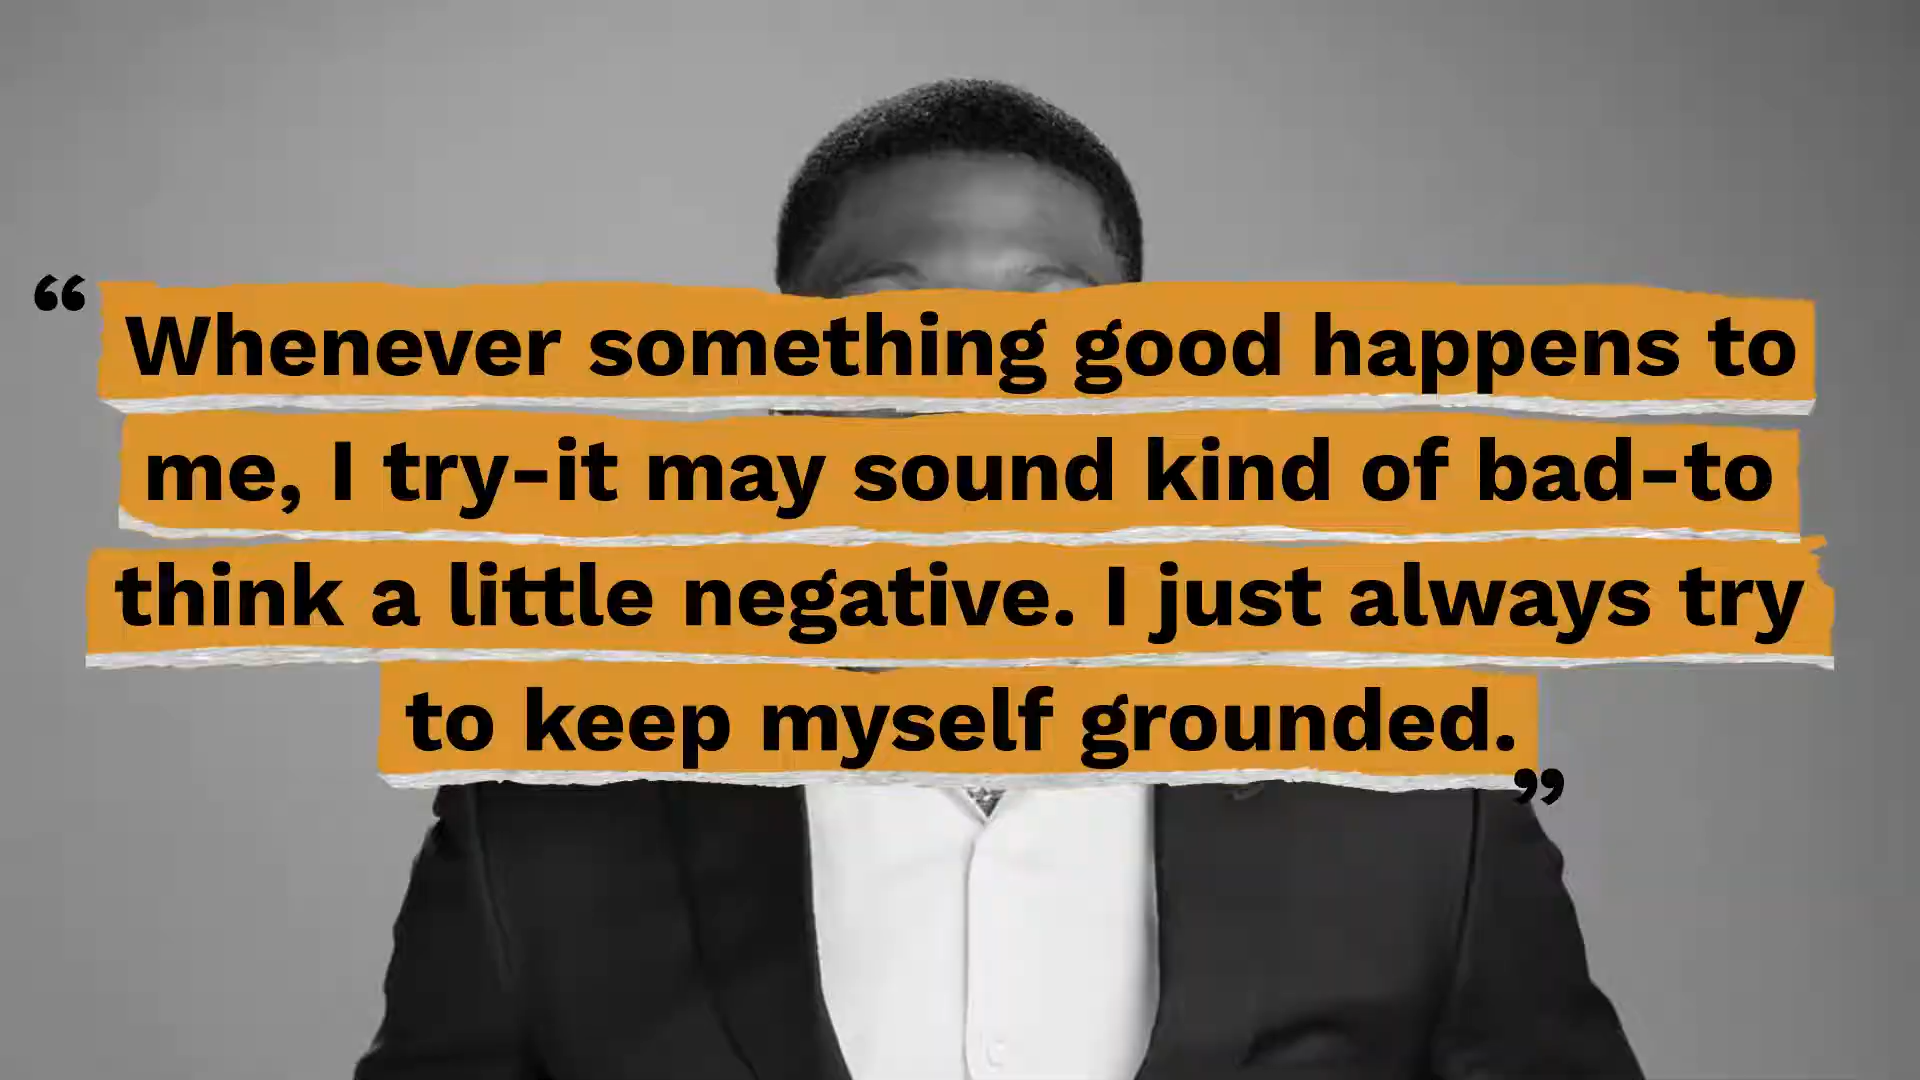 “Whenever something good happens to
me, I try-it may sound kind of bad-to
think a little negative. I just always try
to keep myself grounded.”